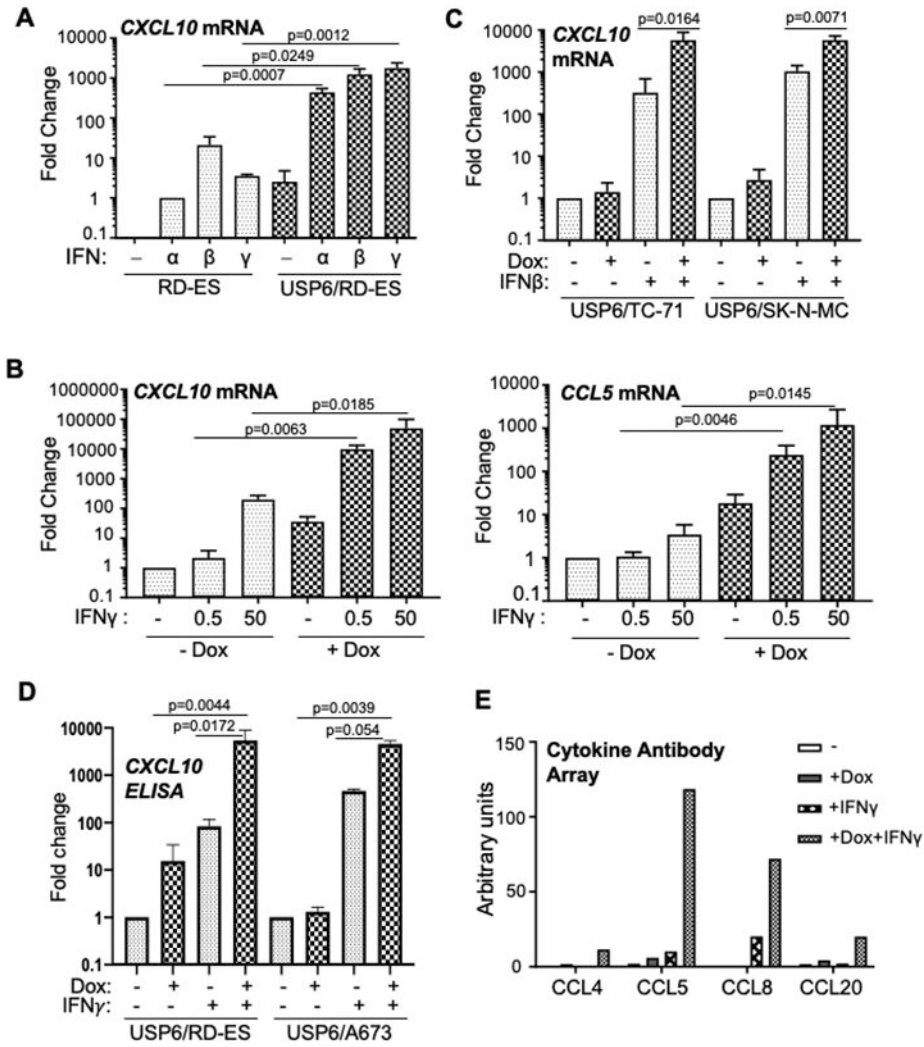 A
CXCL10 mRNA
p=0.0012
p=0.0249
p=0.0007
Fold Change
10000
1000
100
10
1
0.1
IFN: – α β γ – α β γ
RD-ES USP6/RD-ES
C
CXCL10
mRNA
p=0.0164 p=0.0071
Fold Change
10000
1000
100
10
1
0.1
Dox: - + - + - + - +
IFNβ: - - + + - - + +
USP6/TC-71 USP6/SK-N-MC
B
CXCL10 mRNA
p=0.0185
p=0.0063
Fold Change
1000000
100000
10000
1000
100
10
1
0.1
IFNγ : - 0.5 50 - 0.5 50
- Dox + Dox
CCL5 mRNA
p=0.0145
p=0.0046
Fold Change
10000
1000
100
10
1
0.1
IFNγ : - 0.5 50 - 0.5 50
- Dox + Dox
D
CXCL10
ELISA
p=0.0044
p=0.0172
p=0.0039
p=0.054
Fold change
10000
1000
100
10
1
0.1
Dox: - + - + - + - +
IFNγ: - - + + - - + +
USP6/RD-ES USP6/A673
E
Cytokine Antibody
Array
-
+Dox
+IFNγ
+Dox+IFNγ
Arbitrary units
150
100
50
0
CCL4 CCL5 CCL8 CCL20